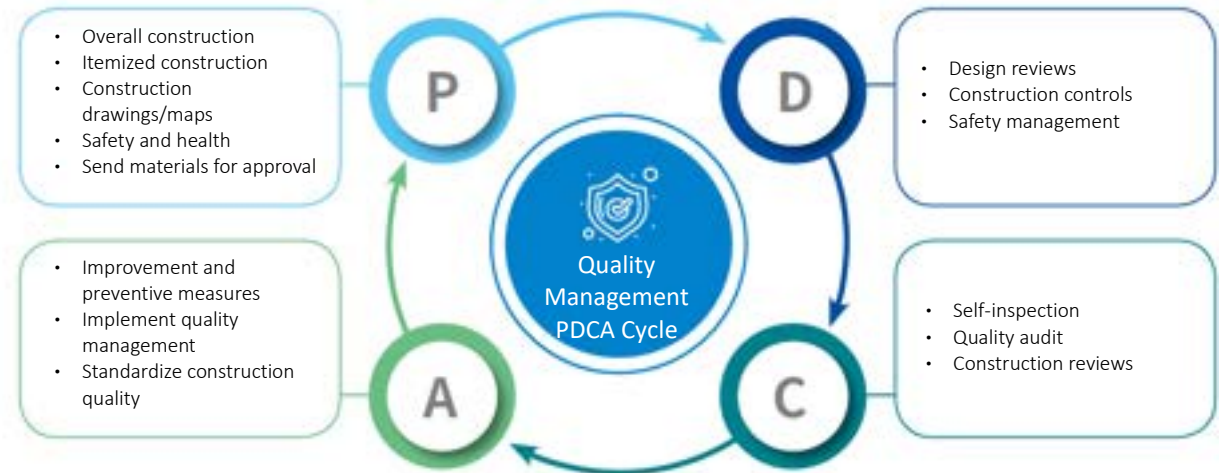 • Overall construction
• Itemized construction
• Construction
drawings/maps
• Safety and health
• Send materials for approval
P
D
• Design reviews
• Construction controls
• Safety management
Quality
Management
PDCA Cycle
• Improvement and
preventive measures
• Implement quality
management
• Standardize construction
quality
A
C
• Self-inspection
• Quality audit
• Construction reviews